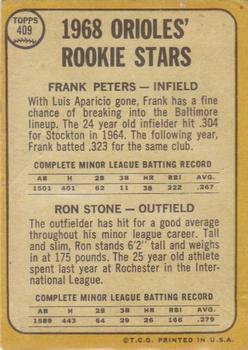 TOPPS
409
1968 ORIOLES'
ROOKIE STARS
FRANK PETERS — INFIELD
With Luis Aparicio gone, Frank has a fine
chance of breaking into the Baltimore
lineup. The 24 year old infielder hit .304
for Stockton in 1964. The following year,
Frank batted .323 for the same club.
COMPLETE MINOR LEAGUE BATTING RECORD
AB H 2B 3B HR RBI AVG.
1501 401 62 11 38 222 .267
RON STONE — OUTFIELD
The outfielder has hit for a good average
throughout his minor league career. Tall
and slim, Ron stands 6'2" tall and weighs
in at 175 pounds. The 25 year old athlete
spent last year at Rochester in the Inter-
national League.
COMPLETE MINOR LEAGUE BATTING RECORD
AB H 2B 3B HR RBI AVG.
1589 443 64 29 26 166 .279
© T.C.G. PRINTED IN U.S.A.